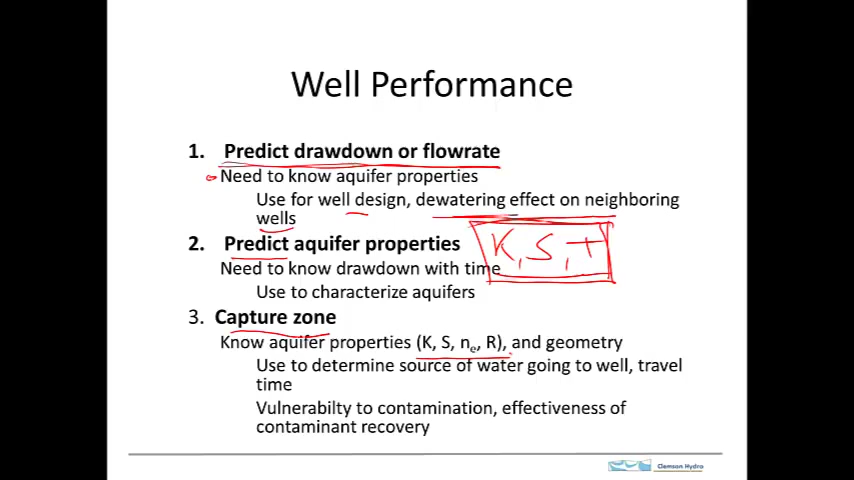 Well Performance
1. Predict drawdown or flowrate
Need to know aquifer properties
Use for well design, dewatering effect on neighboring
wells
2. Predict aquifer properties
K, S, T
Need to know drawdown with time
Use to characterize aquifers
3. Capture zone
Know aquifer properties (K, S, ne, R), and geometry
Use to determine source of water going to well, travel
time
Vulnerabilty to contamination, effectiveness of
contaminant recovery
Clemson Hydro